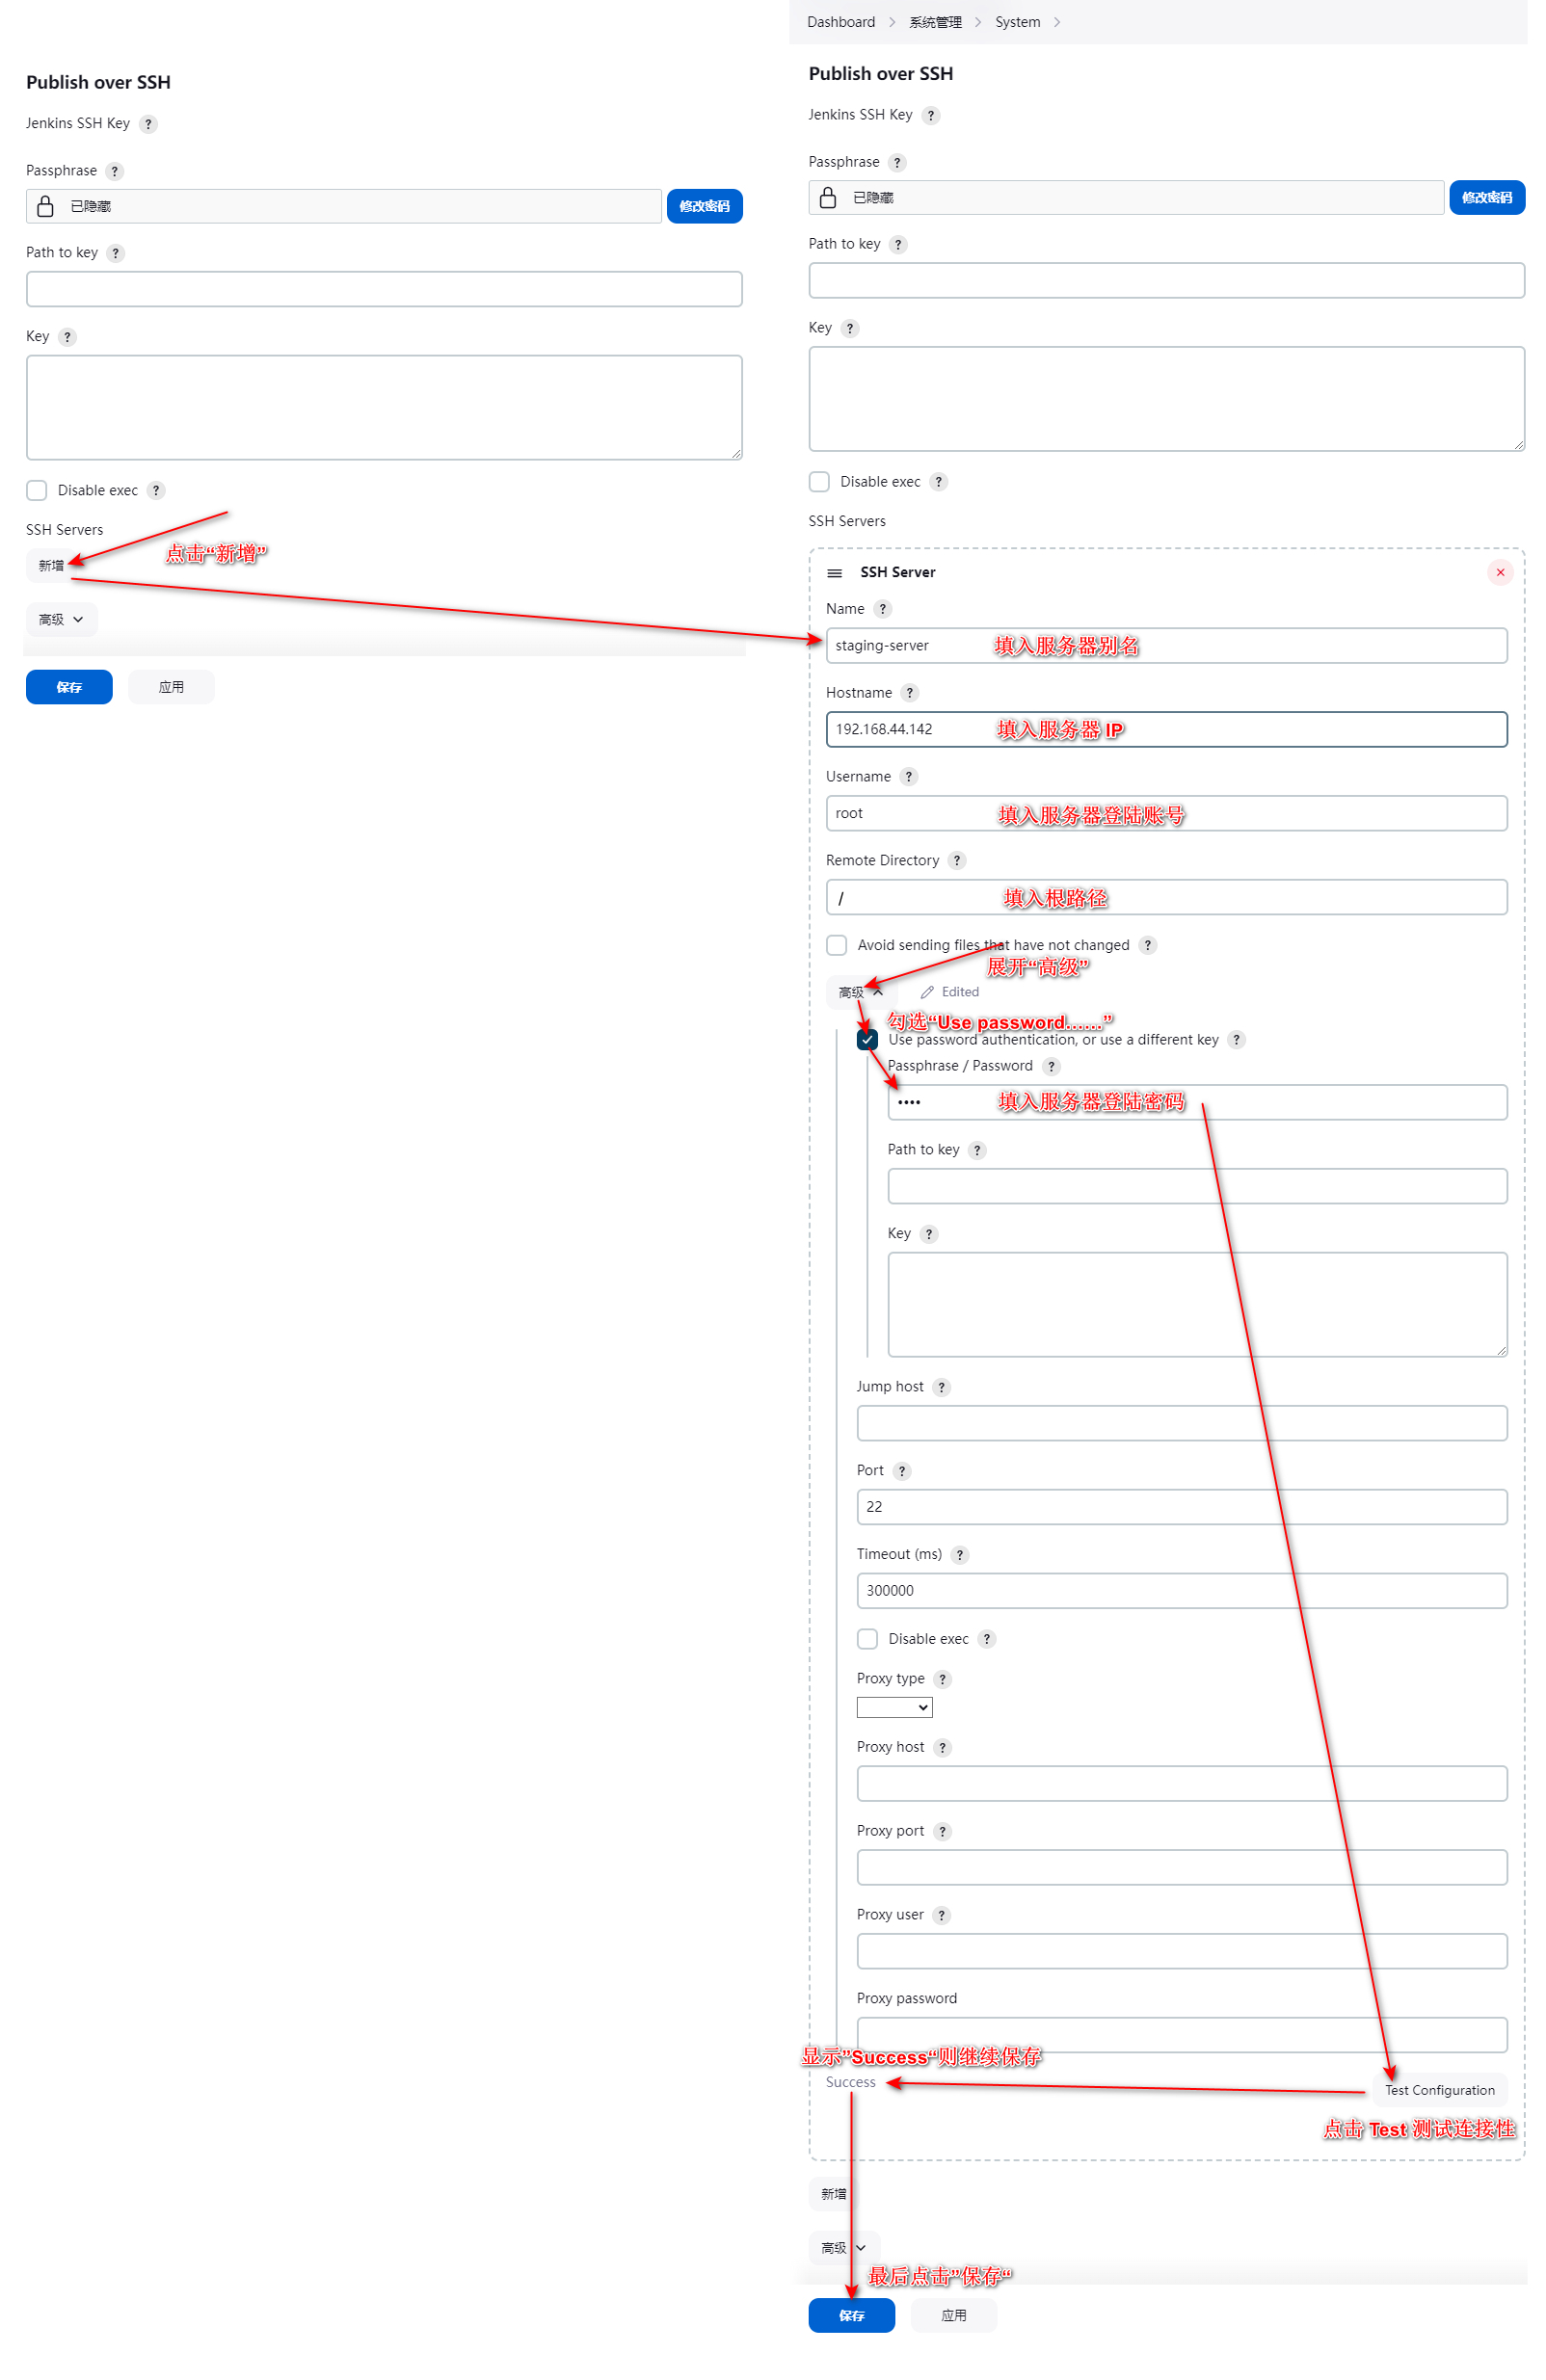 Publish over SSH
Jenkins SSH Key ?
Passphrase ?
已隐藏 修改密码
Path to key ?
Key ?
Disable exec ?
SSH Servers
点击“新增”
新增
高级
保存 应用
Dashboard 系统管理 System
Publish over SSH
Jenkins SSH Key ?
Passphrase ?
已隐藏 修改密码
Path to key ?
Key ?
Disable exec ?
SSH Servers
SSH Server
Name ?
staging-server 填入服务器别名
Hostname ?
192.168.44.142 填入服务器 IP
Username ?
root 填入服务器登陆账号
Remote Directory ?
/ 填入根路径
Avoid sending files that have not changed ?
展开“高级”
高级 Edited
勾选“Use password……”
Use password authentication, or use a different key ?
Passphrase / Password ?
•••• 填入服务器登陆密码
Path to key ?
Key ?
Jump host ?
Port ?
22
Timeout (ms) ?
300000
Disable exec ?
Proxy type ?
Proxy host ?
Proxy port ?
Proxy user ?
Proxy password
显示”Success“则继续保存
Success Test Configuration
点击 Test 测试连接性
新增
高级
最后点击”保存“
保存 应用